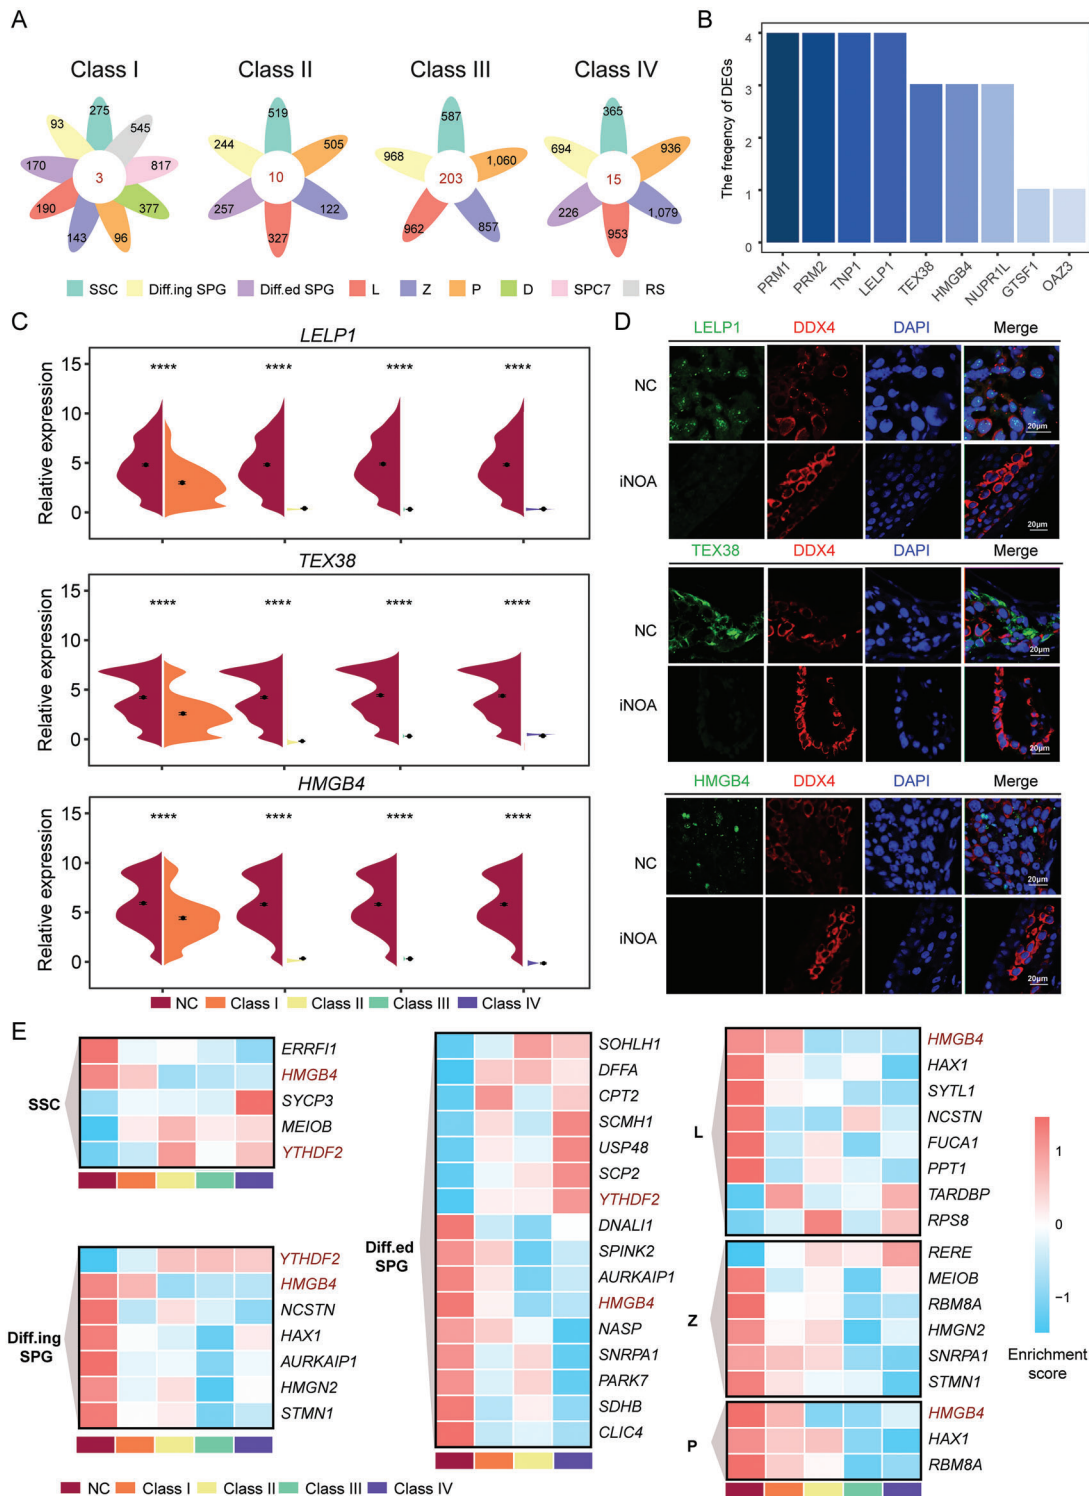 A
Class I
Class II
Class III
Class IV
275
545
817
377
96
143
190
170
93
3
519
505
122
327
257
244
10
587
1,060
857
962
968
203
365
936
1,079
953
226
694
15
SSC
Diff.ing SPG
Diff.ed SPG
L
Z
P
D
SPC7
RS
B
The freqency of DEGs
4
3
2
1
0
PRM1
PRM2
TNP1
LELP1
TEX38
HMGB4
NUPR1L
GTSF1
OAZ3
C
LELP1
Relative expression
15
10
5
0
**** **** **** ****
TEX38
Relative expression
15
10
5
0
**** **** **** ****
HMGB4
Relative expression
15
10
5
0
**** **** **** ****
NC Class I Class II Class III Class IV
D
LELP1 DDX4 DAPI Merge
NC
20μm
iNOA
20μm
TEX38 DDX4 DAPI Merge
NC
20μm
iNOA
20μm
HMGB4 DDX4 DAPI Merge
NC
20μm
iNOA
20μm
E
SSC
ERRFI1
HMGB4
SYCP3
MEIOB
YTHDF2
Diff.ing
SPG
YTHDF2
HMGB4
NCSTN
HAX1
AURKAIP1
HMGN2
STMN1
Diff.ed
SPG
SOHLH1
DFFA
CPT2
SCMH1
USP48
SCP2
YTHDF2
DNALI1
SPINK2
AURKAIP1
HMGB4
NASP
SNRPA1
PARK7
SDHB
CLIC4
L
HMGB4
HAX1
SYTL1
NCSTN
FUCA1
PPT1
TARDBP
RPS8
Z
RERE
MEIOB
RBM8A
HMGN2
SNRPA1
STMN1
P
HMGB4
HAX1
RBM8A
1
0
−1
Enrichment
score
NC Class I Class II Class III Class IV